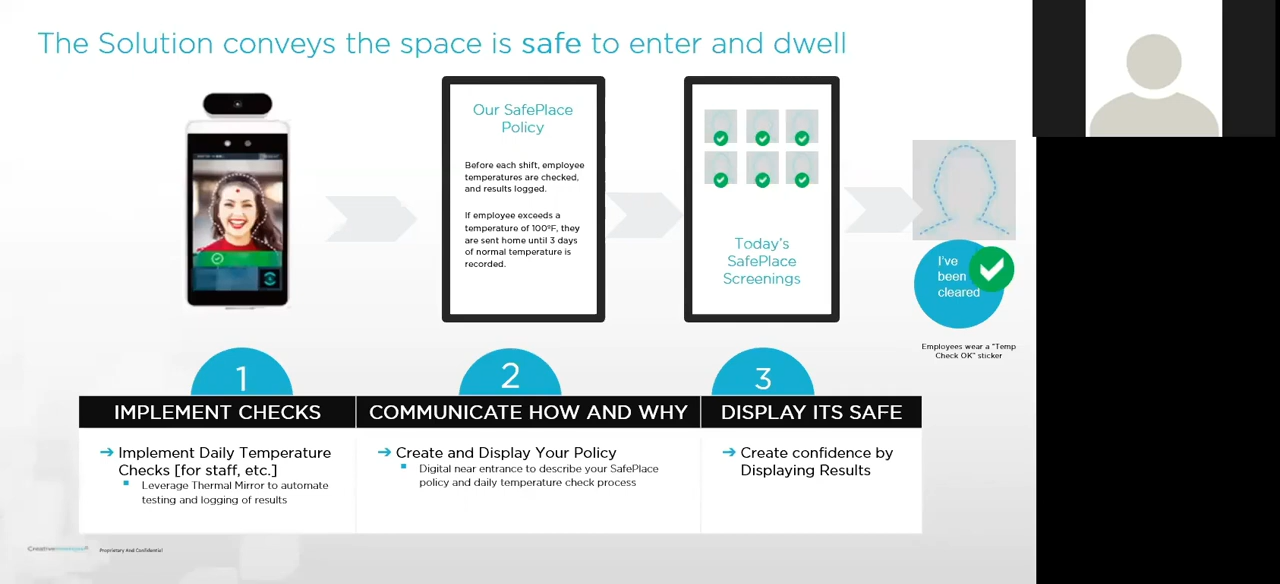 The Solution conveys the space is safe to enter and dwell
Our SafePlace
Policy
Before each shift, employee
temperatures are checked,
and results logged.
If employee exceeds a
temperature of 100ºF, they
are sent home until 3 days
of normal temperature is
recorded.
Today's
SafePlace
Screenings
I've
been
cleared
Employees wear a "Temp
Check OK" sticker
1
2
3
IMPLEMENT CHECKS
COMMUNICATE HOW AND WHY
DISPLAY ITS SAFE
Implement Daily Temperature
Checks [for staff, etc.]
Leverage Thermal Mirror to automate
testing and logging of results
Create and Display Your Policy
Digital near entrance to describe your SafePlace
policy and daily temperature check process
Create confidence by
Displaying Results
Proprietary And Confidential